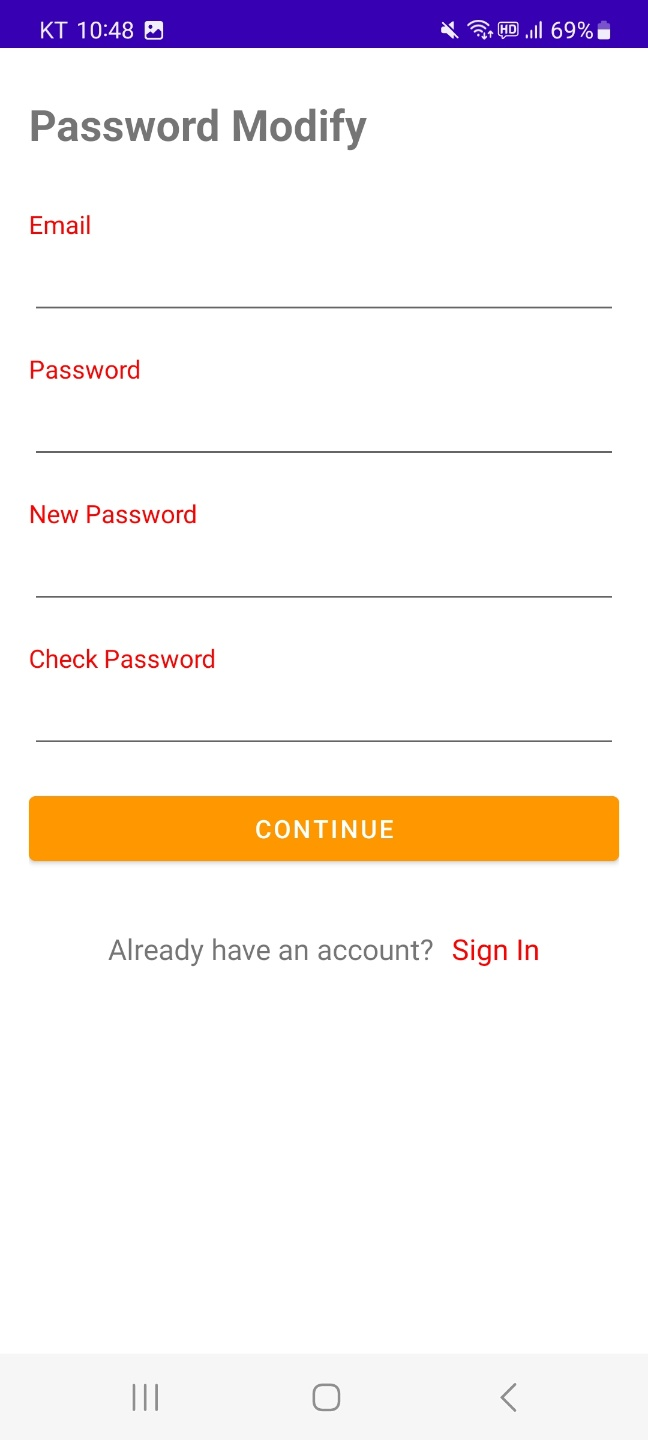 KT 10:48 HD 69%
Password Modify
Email
Password
New Password
Check Password
CONTINUE
Already have an account? Sign In